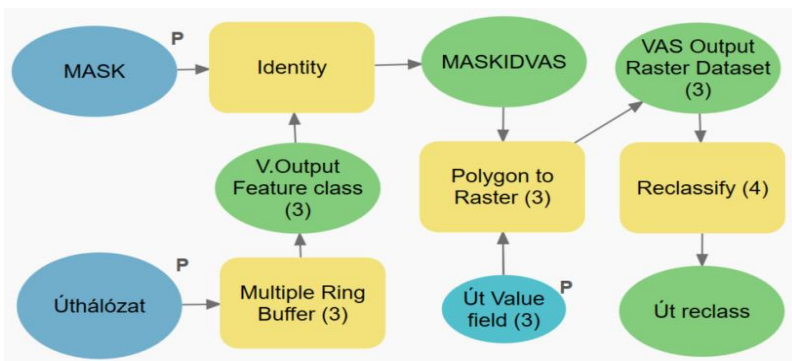 P
MASK
Identity
MASKIDVAS
VAS Output
Raster Dataset
(3)
V.Output
Feature class
(3)
Polygon to
Raster (3)
Reclassify (4)
P
Úthálózat
Multiple Ring
Buffer (3)
Út Value
field (3)
P
Út reclass